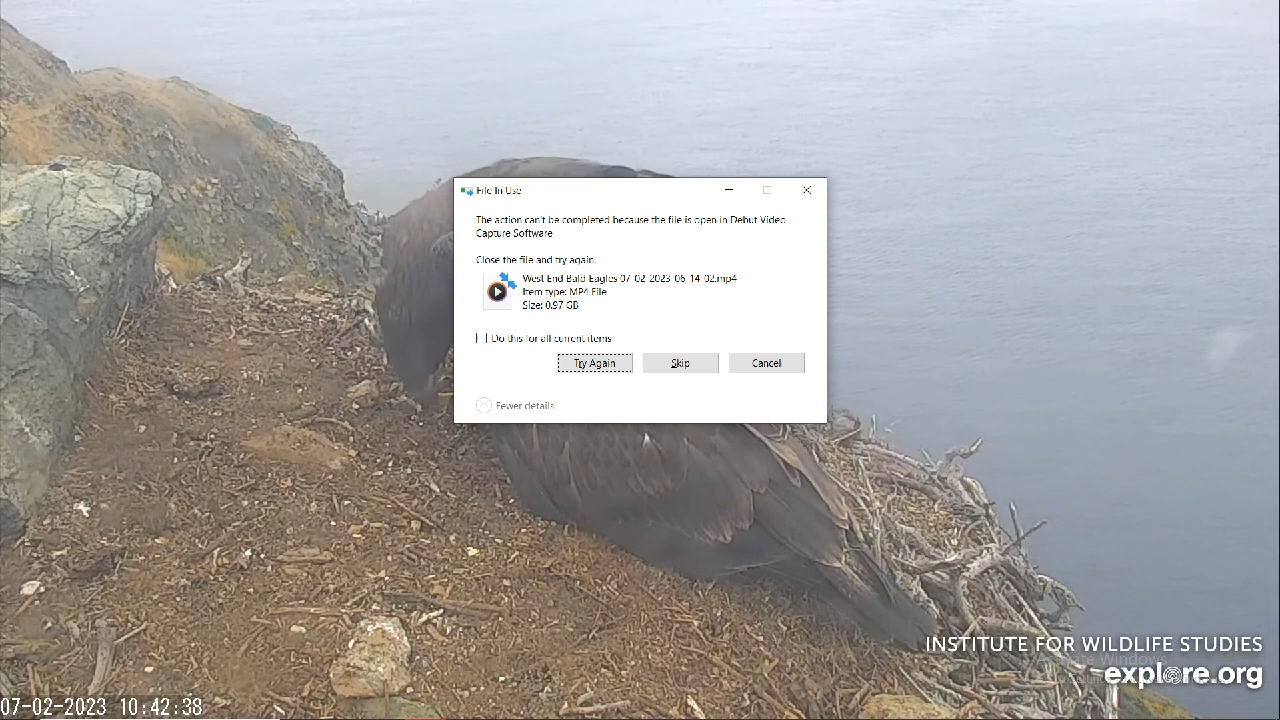 File In Use
The action can't be completed because the file is open in Debut Video
Capture Software
Close the file and try again.
West End Bald Eagles 07-02-2023 06-14-02.mp4
Item type: MP4 File
Size: 0.97 GB
Do this for all current items
Try Again Skip Cancel
Fewer details
INSTITUTE FOR WILDLIFE STUDIES
explore.org
07-02-2023 10:42:38